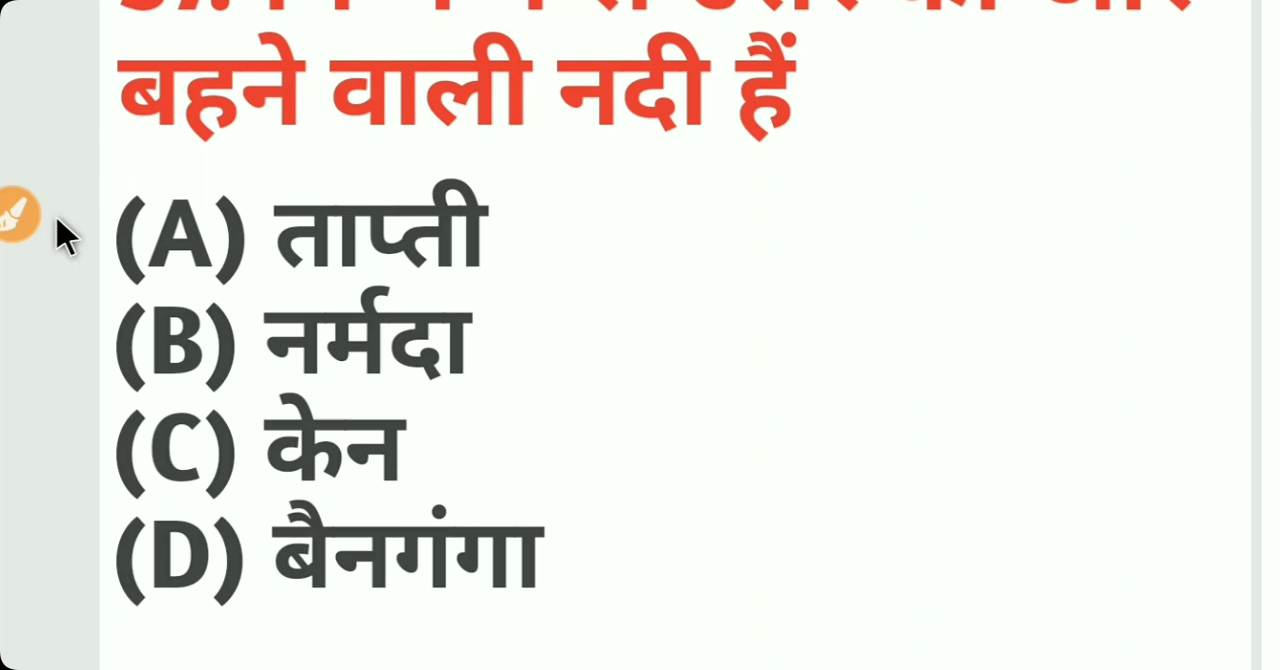 बहने वाली नदी हैं
(A) ताप्ती
(B) नर्मदा
(C) केन
(D) बैनगंगा